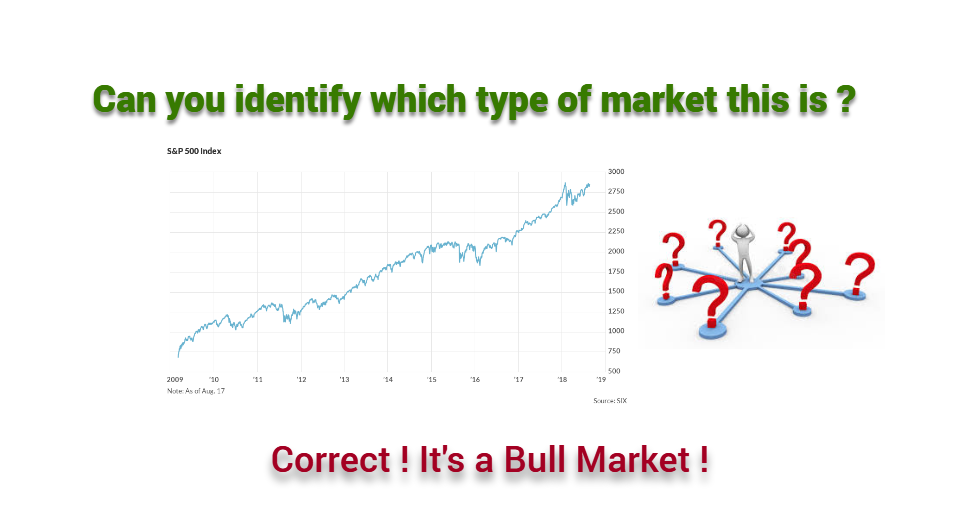 Can you identify which type of market this is ?
S&P 500 Index
3000
2750
2500
2250
2000
1750
1500
1250
1000
750
500
2009 '10 '11 '12 '13 '14 '15 '16 '17 '18 '19
Note: As of Aug. 17
Source: SIX
? ? ? ? ? ? ? ?
Correct ! It's a Bull Market !